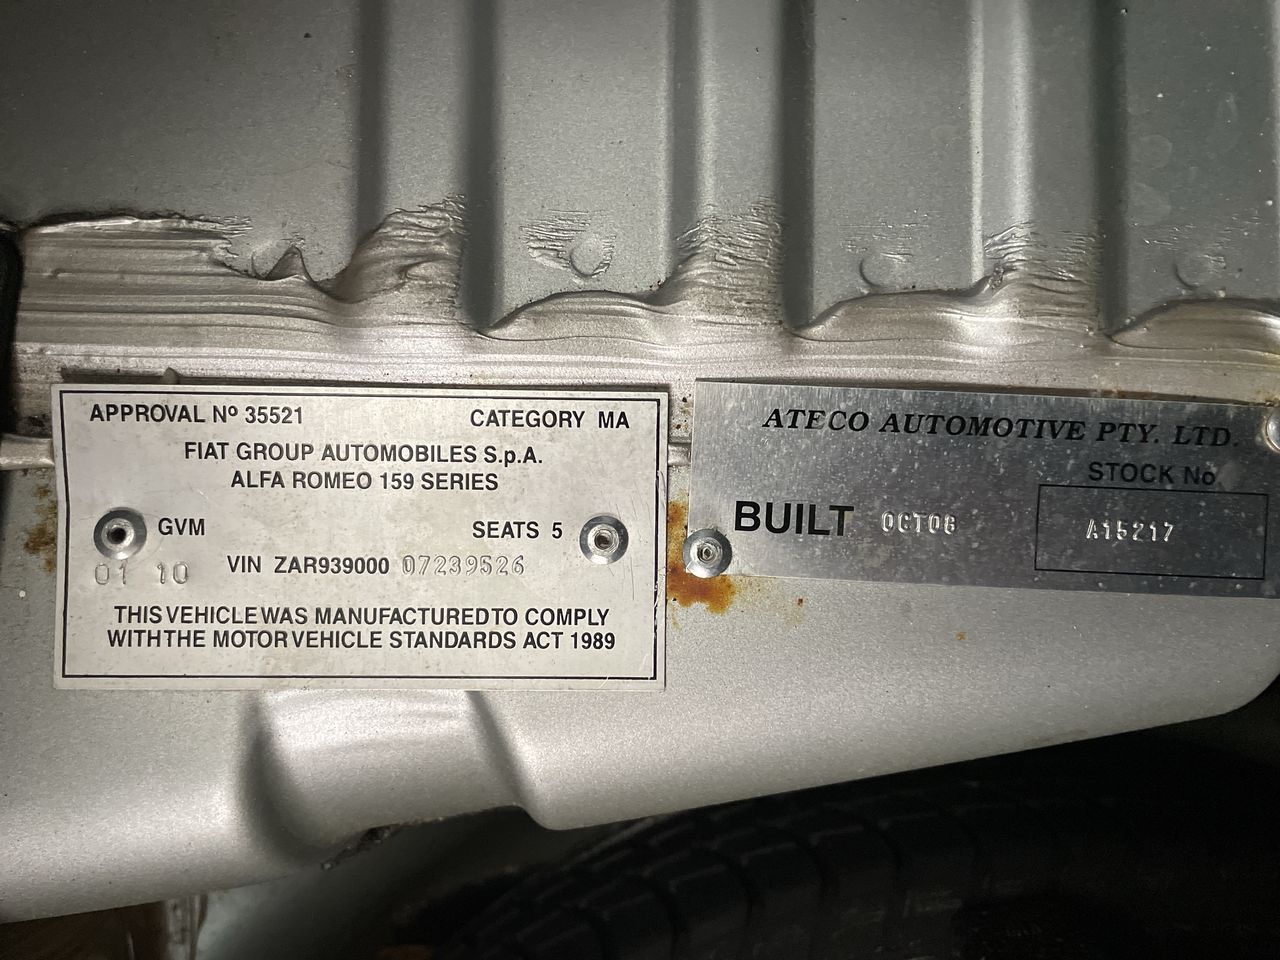 APPROVAL Nº 35521 CATEGORY MA
FIAT GROUP AUTOMOBILES S.p.A.
ALFA ROMEO 159 SERIES
GVM SEATS 5
VIN ZAR939000 07239526
01 10
THIS VEHICLE WAS MANUFACTURED TO COMPLY
WITH THE MOTOR VEHICLE STANDARDS ACT 1989
ATECO AUTOMOTIVE PTY. LTD.
STOCK No
BUILT OCT08
A15217